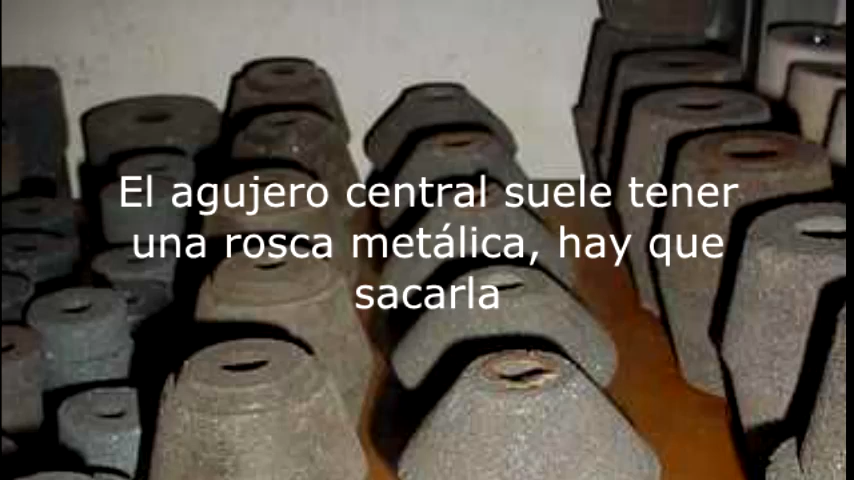 El agujero central suele tener
una rosca metálica, hay que
sacarla